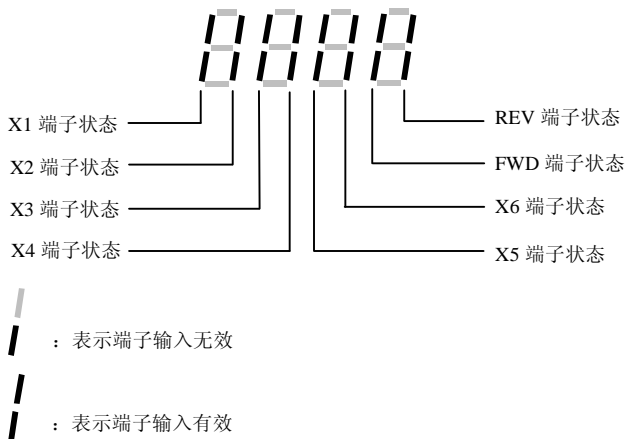 X1 端子状态
X2 端子状态
X3 端子状态
X4 端子状态
REV 端子状态
FWD 端子状态
X6 端子状态
X5 端子状态
：表示端子输入无效
：表示端子输入有效